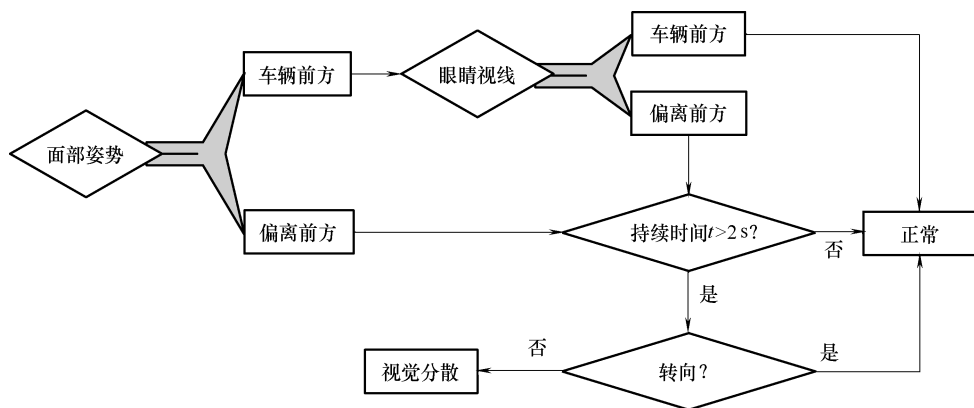 车辆前方
车辆前方
眼睛视线
偏离前方
面部姿势
偏离前方
持续时间t>2 s?
否
正常
是
否
是
视觉分散
转向?